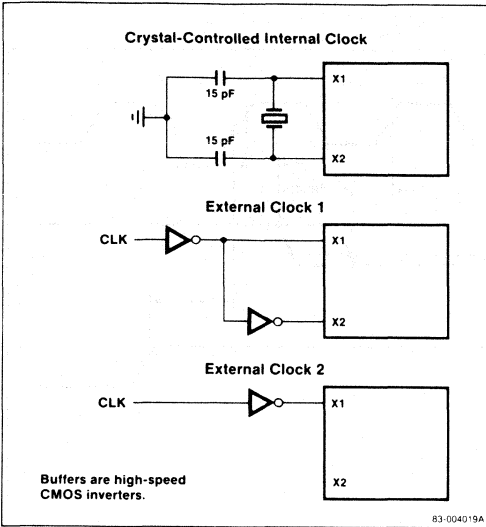 Crystal-Controlled Internal Clock
15 pF
X1
15 pF
X2
External Clock 1
CLK
X1
X2
External Clock 2
CLK
X1
X2
Buffers are high-speed
CMOS inverters.
83-004019A